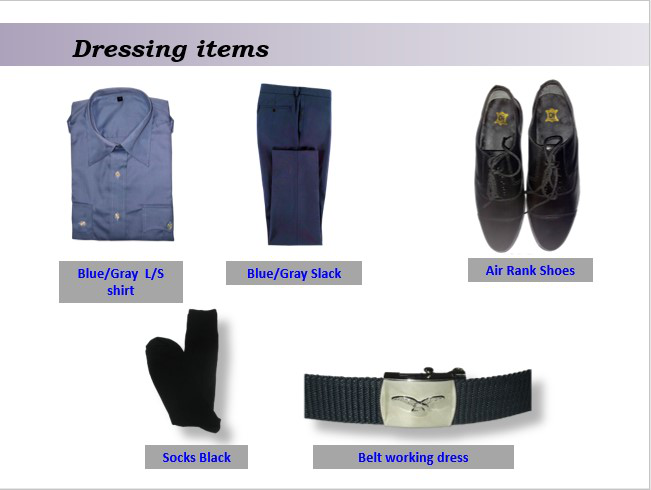 Dressing items
Blue/Gray L/S
shirt
Blue/Gray Slack
Air Rank Shoes
Socks Black
Belt working dress